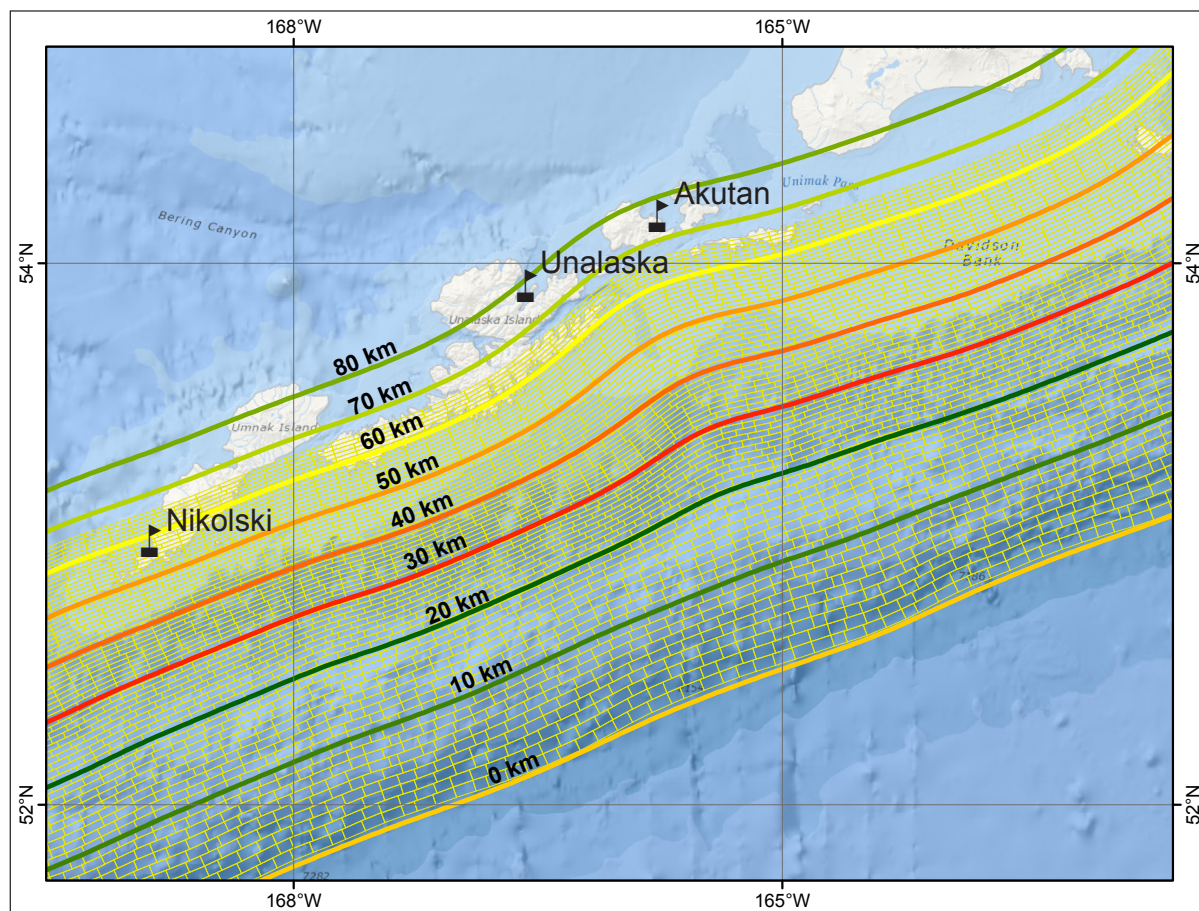 168°W
165°W
Akutan
Unimak Pass
Bering Canyon
54°N
Davidson
Bank
54°N
Unalaska
Unalaska Island
80 km
70 km
Umnak Island
60 km
50 km
40 km
Nikolski
30 km
20 km
7286
10 km
0 km
52°N
52°N
7282
168°W
165°W